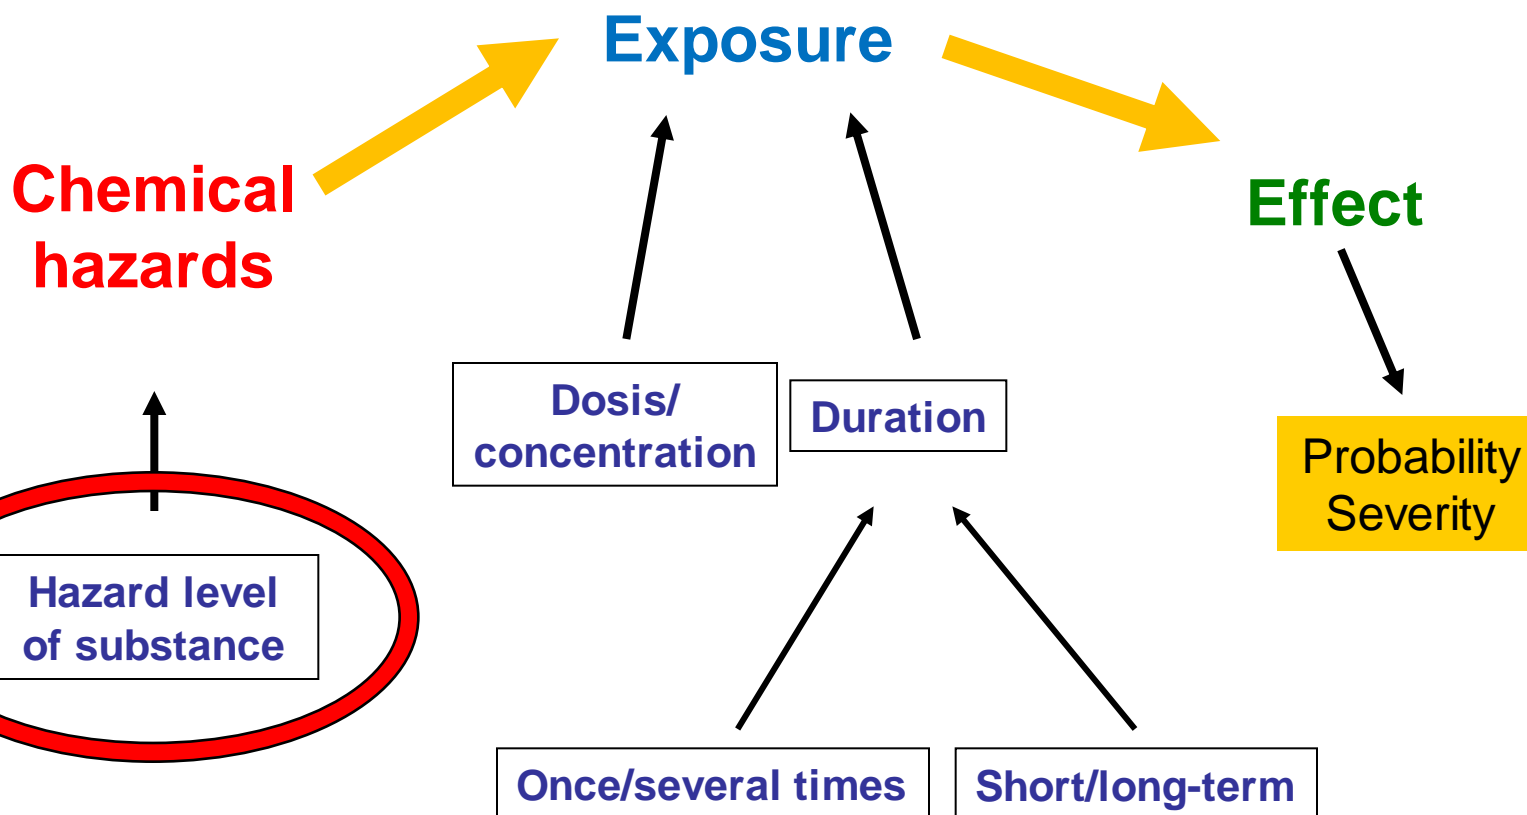 Exposure
Chemical
hazards
Effect
Dosis/
concentration
Duration
Probability
Severity
Hazard level
of substance
Once/several times
Short/long-term